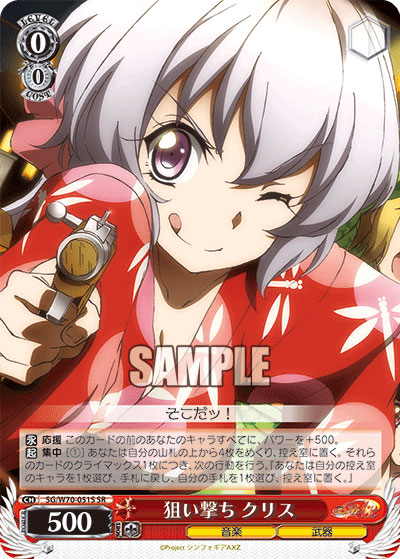 LEVEL
0
0
COST
SAMPLE
そこだッ！
永 応援 このカードの前のあなたのキャラすべてに、パワーを+500。
起 集中 [①] あなたは自分の山札の上から4枚をめくり、控え室に置く。それら
のカードのクライマックス1枚につき、次の行動を行う。『あなたは自分の控え室
のキャラを1枚選び、手札に戻し、自分の手札を1枚選び、控え室に置く。』
CH SG/W70-051S SR
500
狙い撃ち クリス
音楽 武器
©Project シンフォギアAXZ